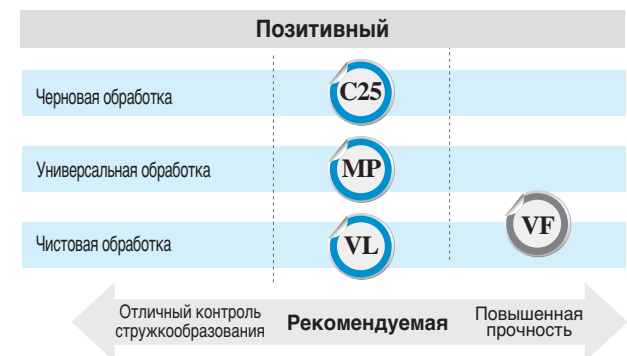 Позитивный
Черновая обработка
C25
Универсальная обработка
MP
VF
Чистовая обработка
VL
Отличный контроль
стружкообразования
Рекомендуемая
Повышенная
прочность